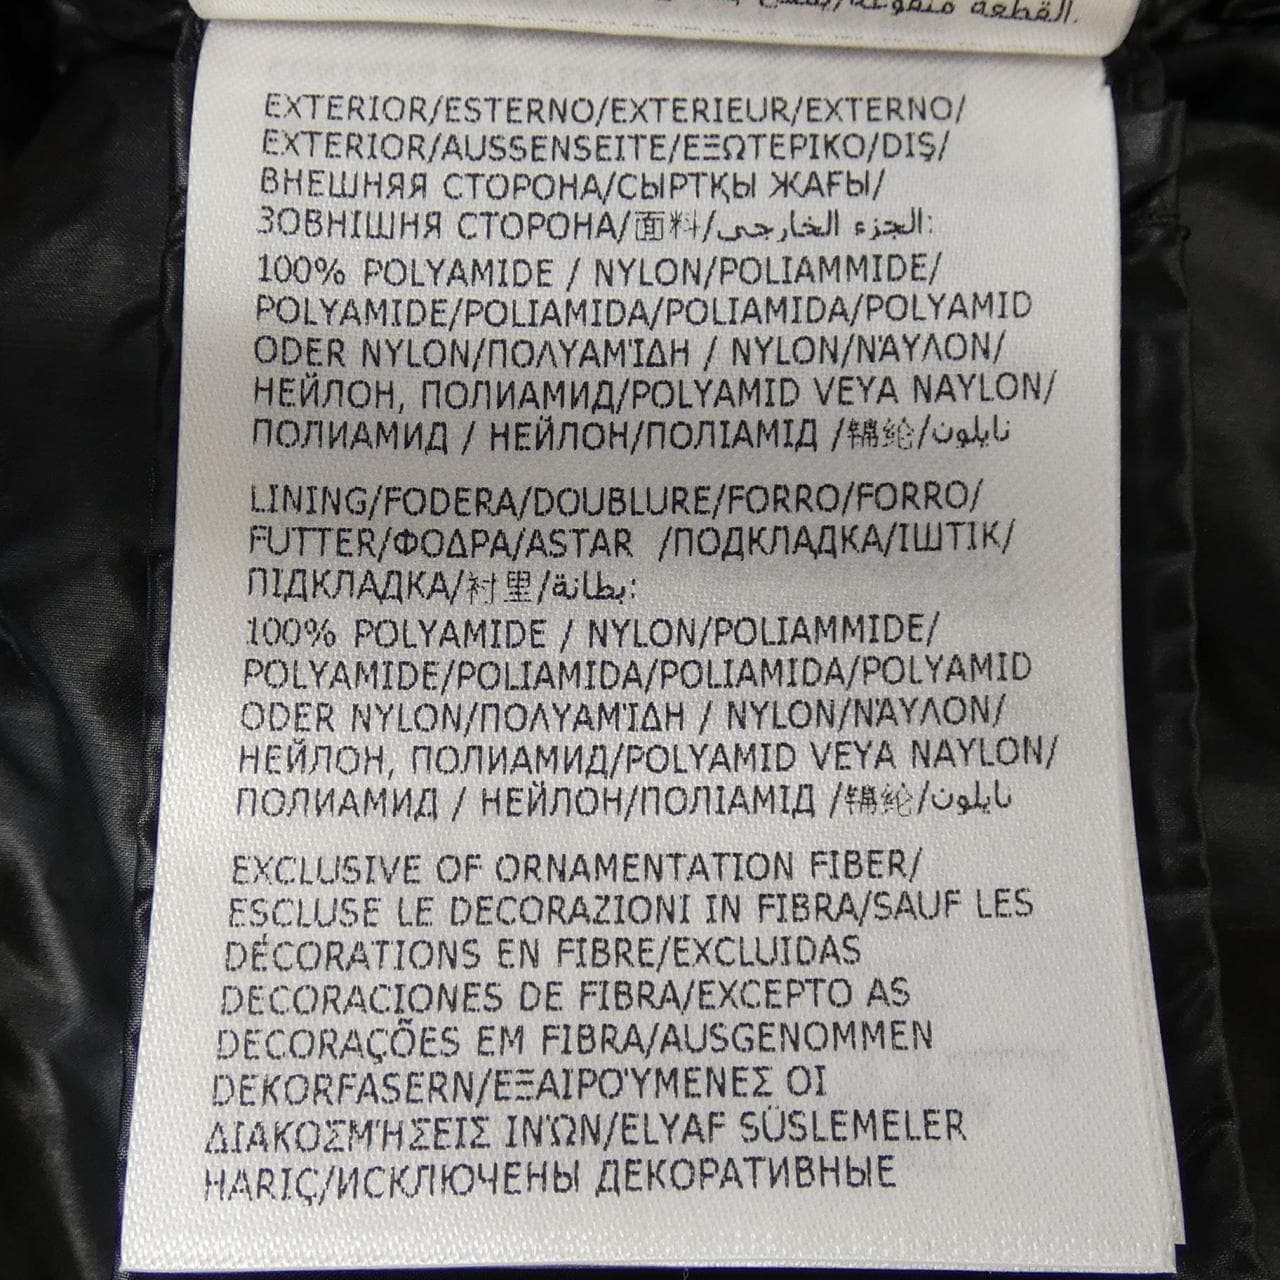 القطعة منفوخة/يفتح
EXTERIOR/ESTERNO/EXTERIEUR/EXTERNO/
EXTERIOR/AUSSENSEITE/ΕΞΩΤΕΡΙΚΟ/DIŞ/
ВНЕШНЯЯ СТОРОНА/СЫРТҚЫ ЖАҒЫ/
ЗОВНІШНЯ СТОРОНА/面料/الجزء الخارجي:
100% POLYAMIDE / NYLON/POLIAMMIDE/
POLYAMIDE/POLIAMIDA/POLIAMIDA/POLYAMID
ODER NYLON/ΠΟΛΥΑΜΊΔΗ / NYLON/ΝΆΥΛΟΝ/
НЕЙЛОН, ПОЛИАМИД/POLYAMID VEYA NAYLON/
ПОЛИАМИД / НЕЙЛОН/ПОЛІАМІД /锦纶/نايلون
LINING/FODERA/DOUBLURE/FORRO/FORRO/
FUTTER/ΦΟΔΡΑ/ASTAR /ПОДКЛАДКА/ІШТІК/
ПІДКЛАДКА/衬里/بطانة:
100% POLYAMIDE / NYLON/POLIAMMIDE/
POLYAMIDE/POLIAMIDA/POLIAMIDA/POLYAMID
ODER NYLON/ΠΟΛΥΑΜΊΔΗ / NYLON/ΝΆΥΛΟΝ/
НЕЙЛОН, ПОЛИАМИД/POLYAMID VEYA NAYLON/
ПОЛИАМИД / НЕЙЛОН/ПОЛІАМІД /锦纶/نايلون
EXCLUSIVE OF ORNAMENTATION FIBER/
ESCLUSE LE DECORAZIONI IN FIBRA/SAUF LES
DÉCORATIONS EN FIBRE/EXCLUIDAS
DECORACIONES DE FIBRA/EXCEPTO AS
DECORAÇÕES EM FIBRA/AUSGENOMMEN
DEKORFASERN/ΕΞΑΙΡΟΎΜΕΝΕΣ ΟΙ
ΔΙΑΚΟΣΜΉΣΕΙΣ ΙΝΏΝ/ELYAF SÜSLEMELER
HARIÇ/ИСКЛЮЧЕНЫ ДЕКОРАТИВНЫЕ